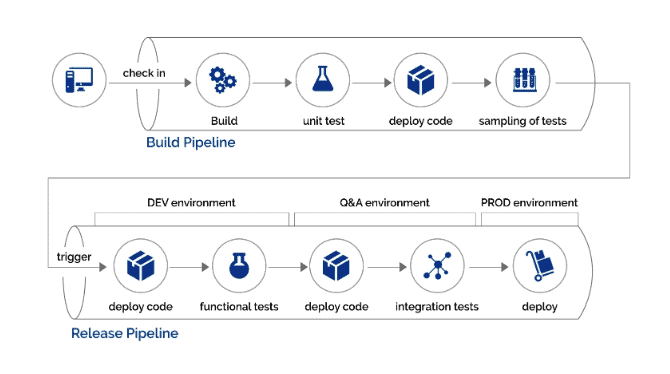 check in
Build
unit test
deploy code
sampling of tests
Build Pipeline
DEV environment
Q&A environment
PROD environment
trigger
deploy code
functional tests
deploy code
integration tests
deploy
Release Pipeline